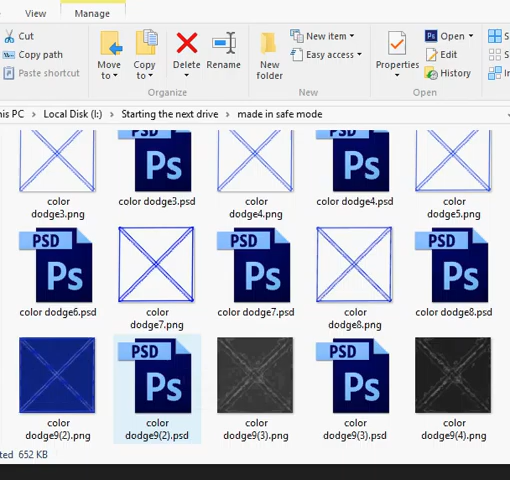 View Manage
Cut
Copy path
Paste shortcut
Move to
Copy to
Delete
Rename
New folder
New item
Easy access
Properties
Open
Edit
History
Organize New Open
his PC > Local Disk (I:) > Starting the next drive > made in safe mode
PSD PSD
Ps Ps
color dodge3.png
color dodge3.psd
color dodge4.png
color dodge4.psd
color dodge5.png
PSD PSD PSD
Ps Ps Ps
color dodge6.psd
color dodge7.png
color dodge7.psd
color dodge8.png
color dodge8.psd
PSD PSD
Ps Ps
color dodge9(2).png
color dodge9(2).psd
color dodge9(3).png
color dodge9(3).psd
color dodge9(4).png
ted 652 KB